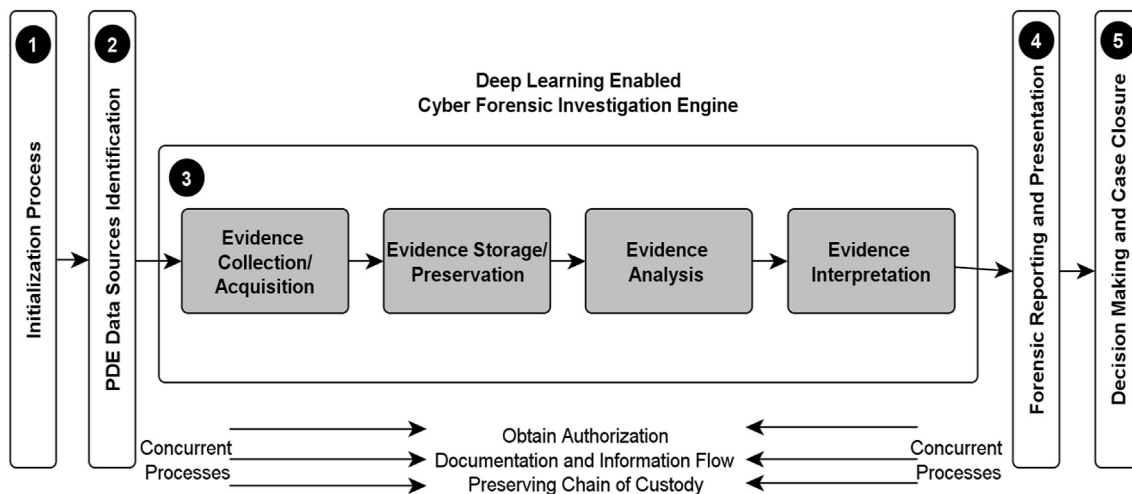 1
Initialization Process
2
PDE Data Sources Identification
Deep Learning Enabled
Cyber Forensic Investigation Engine
3
Evidence
Collection/
Acquisition
Evidence Storage/
Preservation
Evidence
Analysis
Evidence
Interpretation
4
Forensic Reporting and Presentation
5
Decision Making and Case Closure
Concurrent
Processes
Obtain Authorization
Documentation and Information Flow
Preserving Chain of Custody
Concurrent
Processes